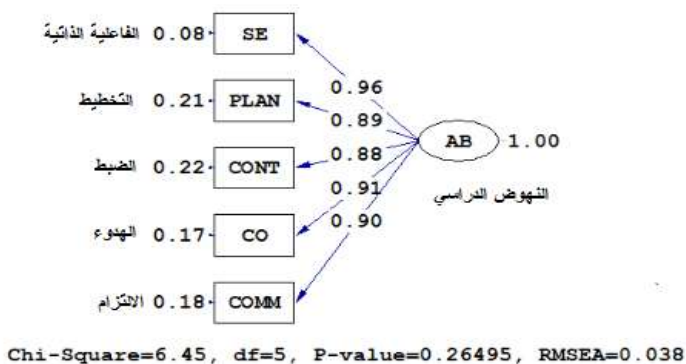 الفاعلية الذاتية 0.08 SE
0.96
التخطيط 0.21 PLAN
0.89
الضبط 0.22 CONT
0.88
AB 1.00
النهوض الدراسي
0.91
الهدوء 0.17 CO
0.90
الالتزام 0.18 COMM
Chi-Square=6.45, df=5, P-value=0.26495, RMSEA=0.038